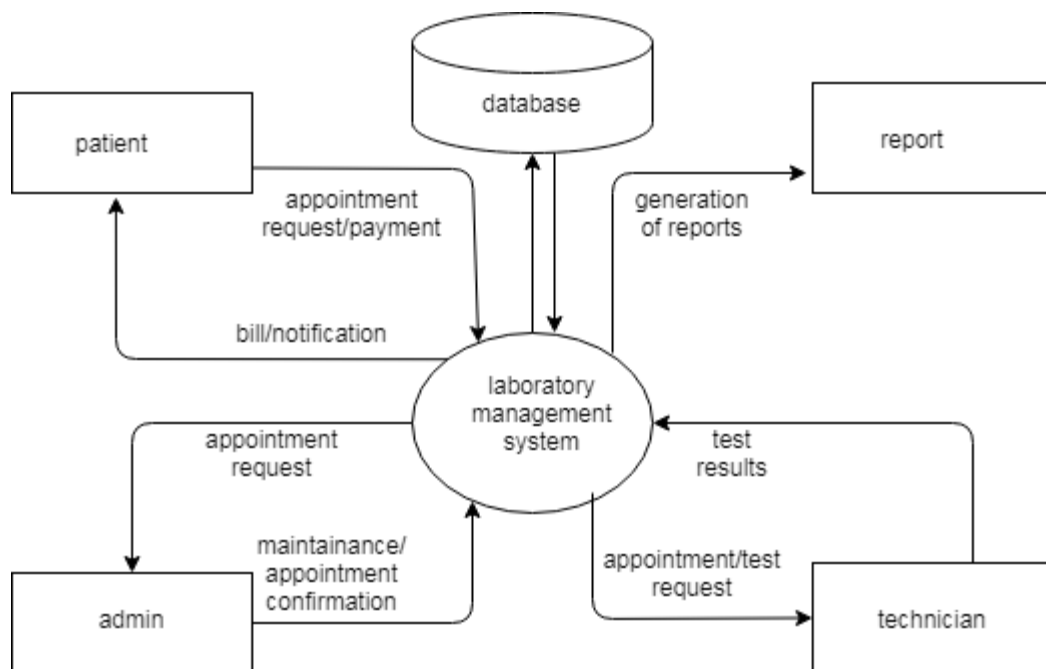 database
patient
report
appointment
request/payment
generation
of reports
bill/notification
laboratory
management
system
appointment
request
test
results
maintainance/
appointment
confirmation
appointment/test
request
admin
technician